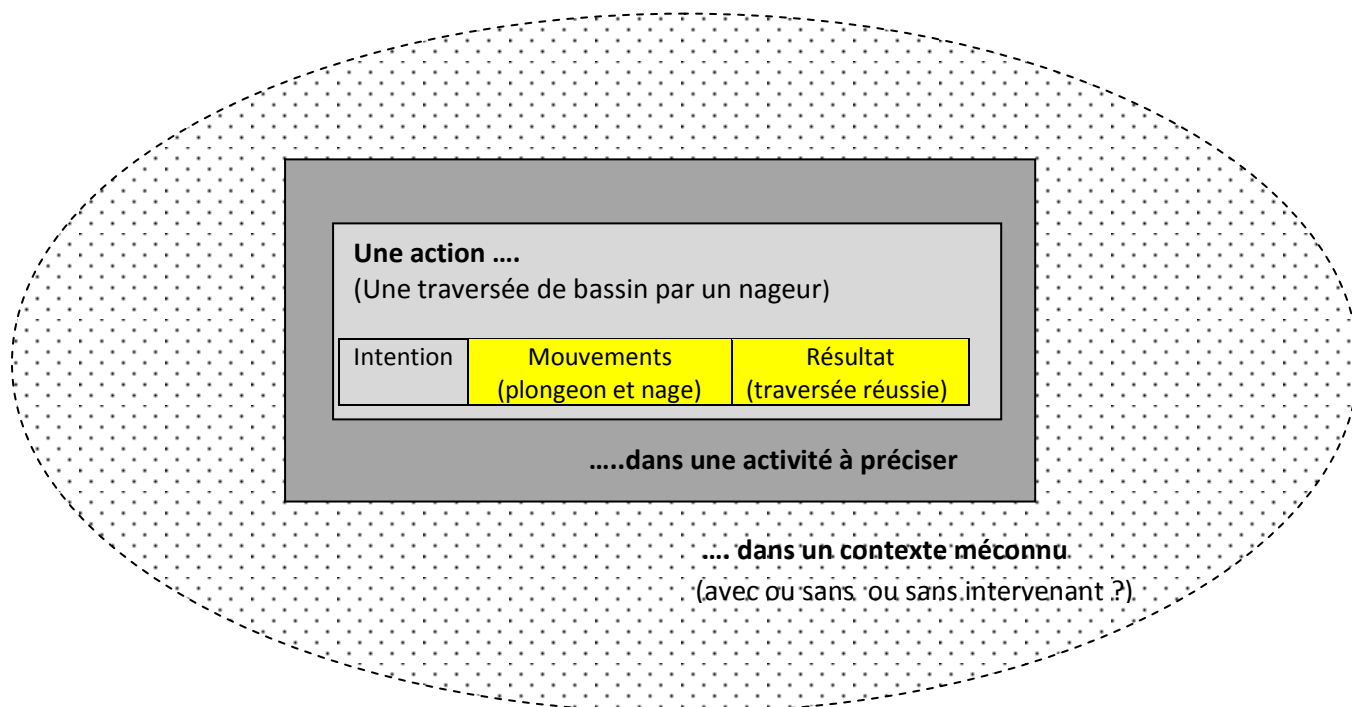 Une action ….
(Une traversée de bassin par un nageur)
Intention
Mouvements
(plongeon et nage)
Résultat
(traversée réussie)
…..dans une activité à préciser
…. dans un contexte méconnu
(avec ou sans ou sans intervenant ?)